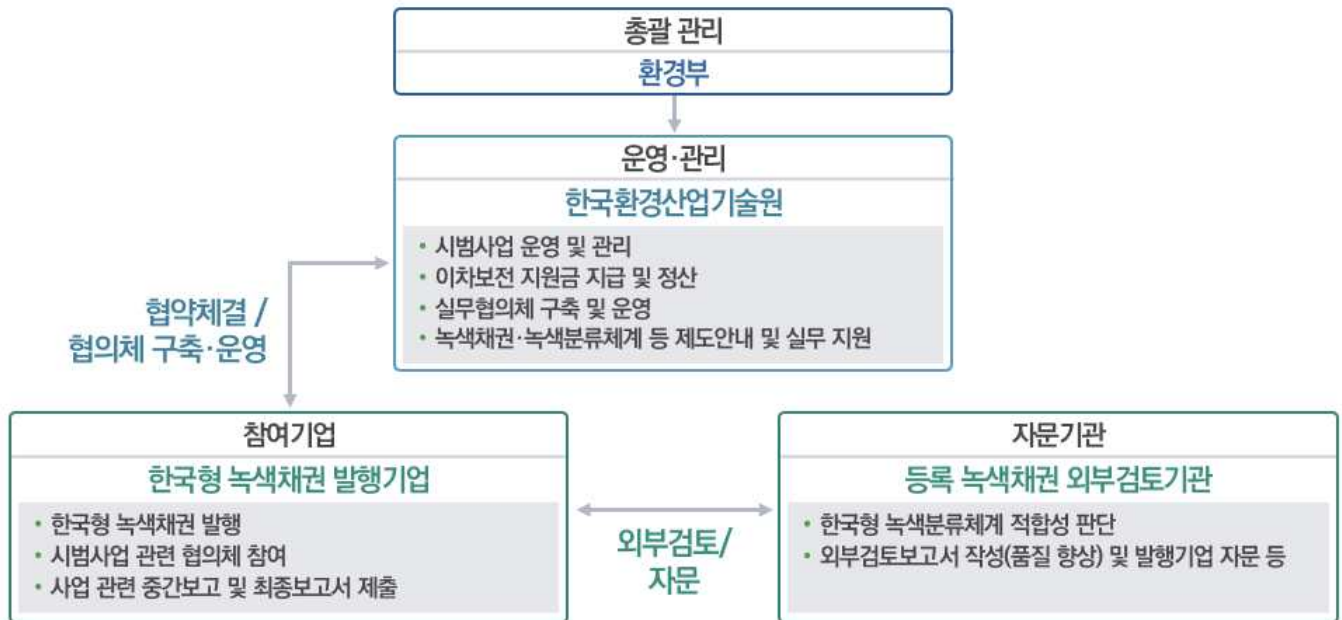 총괄 관리
환경부
운영·관리
한국환경산업기술원
• 시범사업 운영 및 관리
• 이차보전 지원금 지급 및 정산
• 실무협의체 구축 및 운영
• 녹색채권·녹색분류체계 등 제도안내 및 실무 지원
협약체결 /
협의체 구축·운영
참여기업
한국형 녹색채권 발행기업
• 한국형 녹색채권 발행
• 시범사업 관련 협의체 참여
• 사업 관련 중간보고 및 최종보고서 제출
외부검토/
자문
자문기관
등록 녹색채권 외부검토기관
• 한국형 녹색분류체계 적합성 판단
• 외부검토보고서 작성(품질 향상) 및 발행기업 자문 등